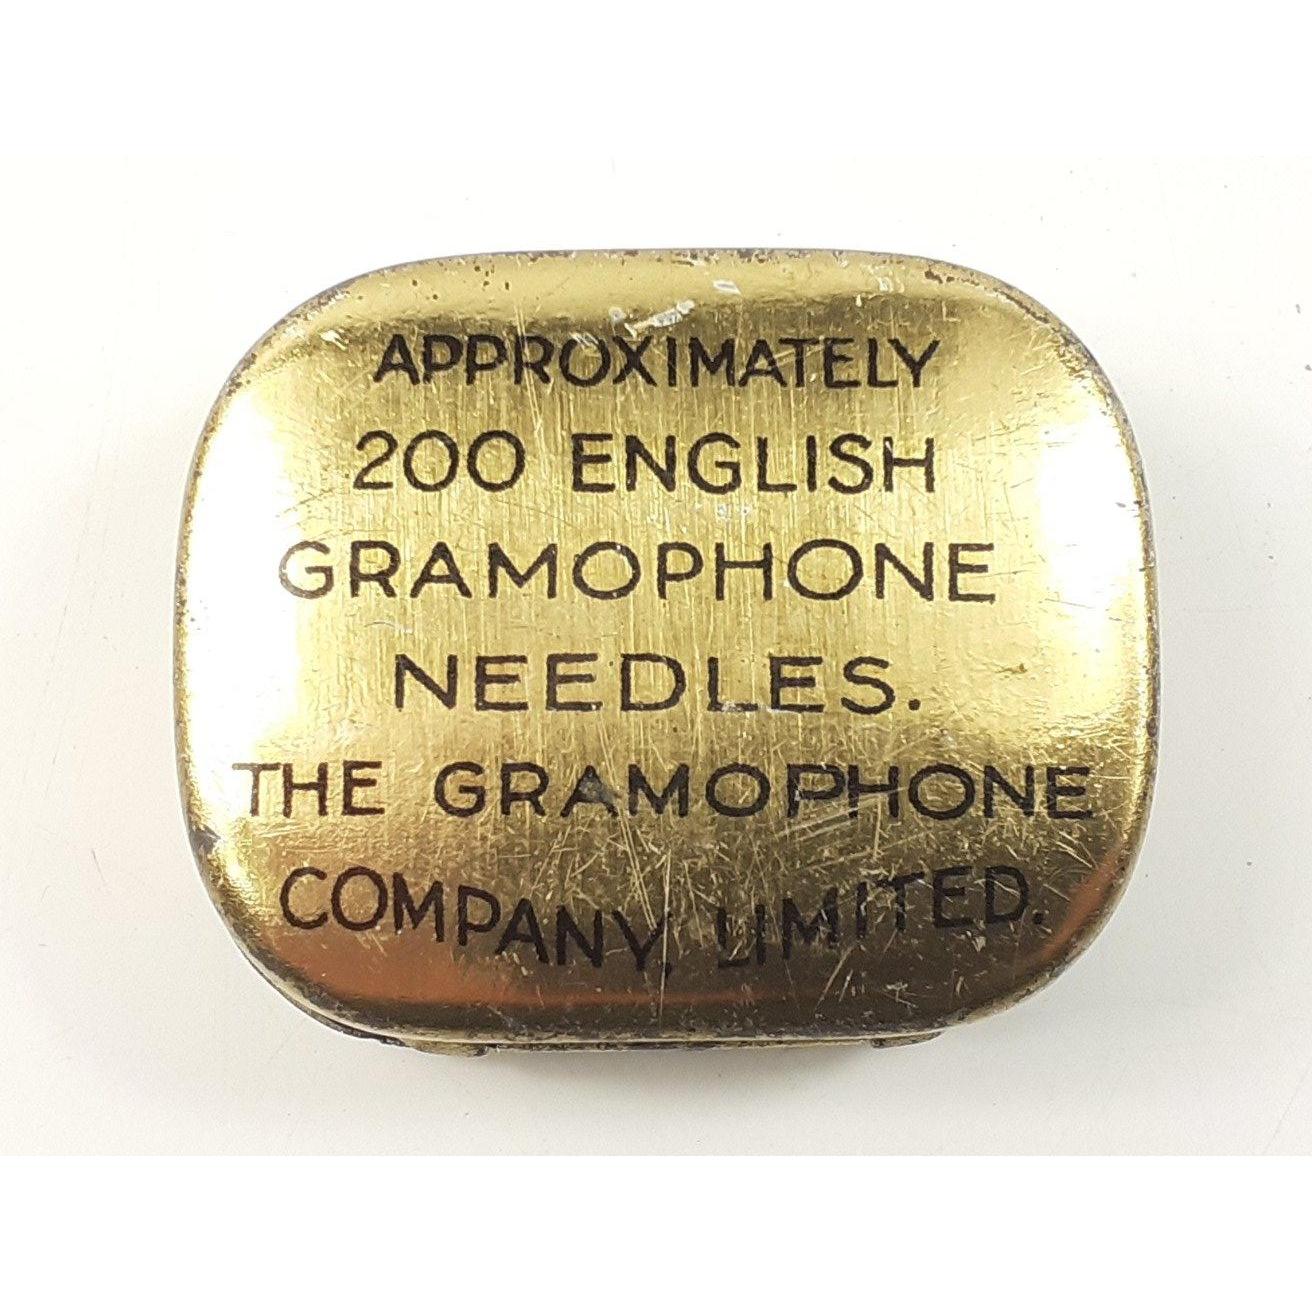 APPROXIMATELY
200 ENGLISH
GRAMOPHONE
NEEDLES.
THE GRAMOPHONE
COMPANY, LIMITED.